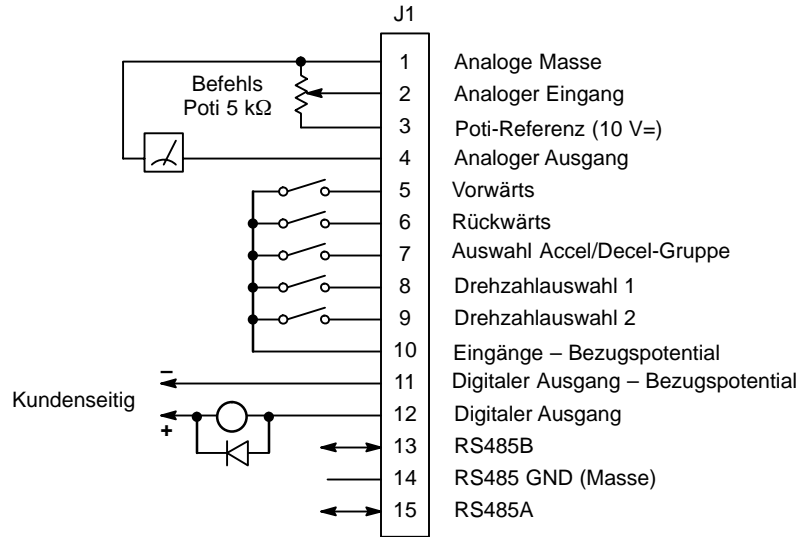 J1
1 Analoge Masse
Befehls
Poti 5 kΩ
2 Analoger Eingang
3 Poti-Referenz (10 V=)
4 Analoger Ausgang
5 Vorwärts
6 Rückwärts
7 Auswahl Accel/Decel-Gruppe
8 Drehzahlauswahl 1
9 Drehzahlauswahl 2
10 Eingänge – Bezugspotential
– 11 Digitaler Ausgang – Bezugspotential
Kundenseitig
+ 12 Digitaler Ausgang
13 RS485B
14 RS485 GND (Masse)
15 RS485A